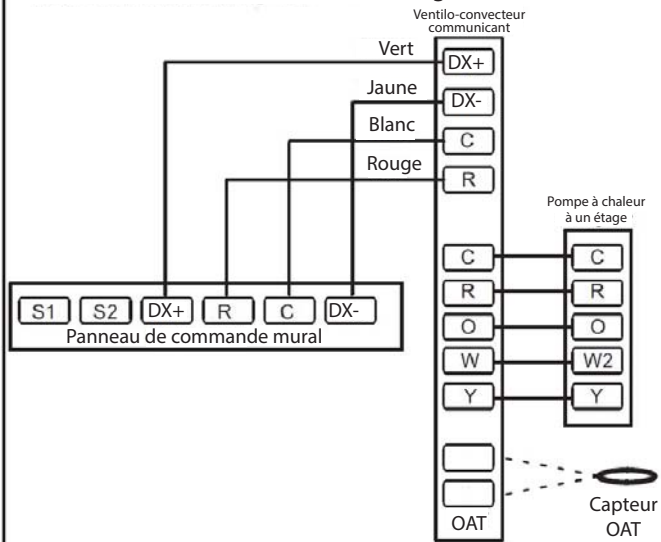 Ventilo-convecteur
communicant
Vert
DX+
Jaune
DX-
Blanc
C
Rouge
R
Pompe à chaleur
à un étage
C
C
R
R
S1
S2
DX+
R
C
DX-
Panneau de commande mural
O
O
W
W2
Y
Y
OAT
Capteur
OAT